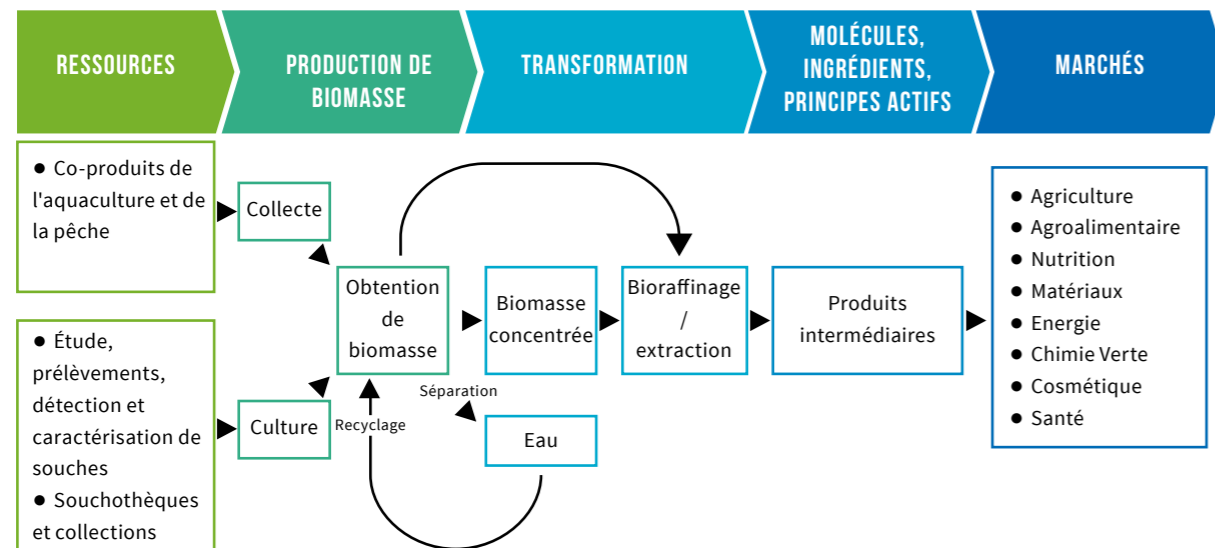 RESSOURCES
PRODUCTION DE
BIOMASSE
TRANSFORMATION
MOLÉCULES,
INGRÉDIENTS,
PRINCIPES ACTIFS
MARCHÉS
● Co-produits de
l'aquaculture et de
la pêche
● Étude,
prélèvements,
détection et
caractérisation de
souches
● Souchothèques
et collections
Collecte
Culture
Obtention
de
biomasse
Recyclage
Séparation
Biomasse
concentrée
Eau
Bioraffinage
/
extraction
Produits
intermédiaires
● Agriculture
● Agroalimentaire
● Nutrition
● Matériaux
● Energie
● Chimie Verte
● Cosmétique
● Santé